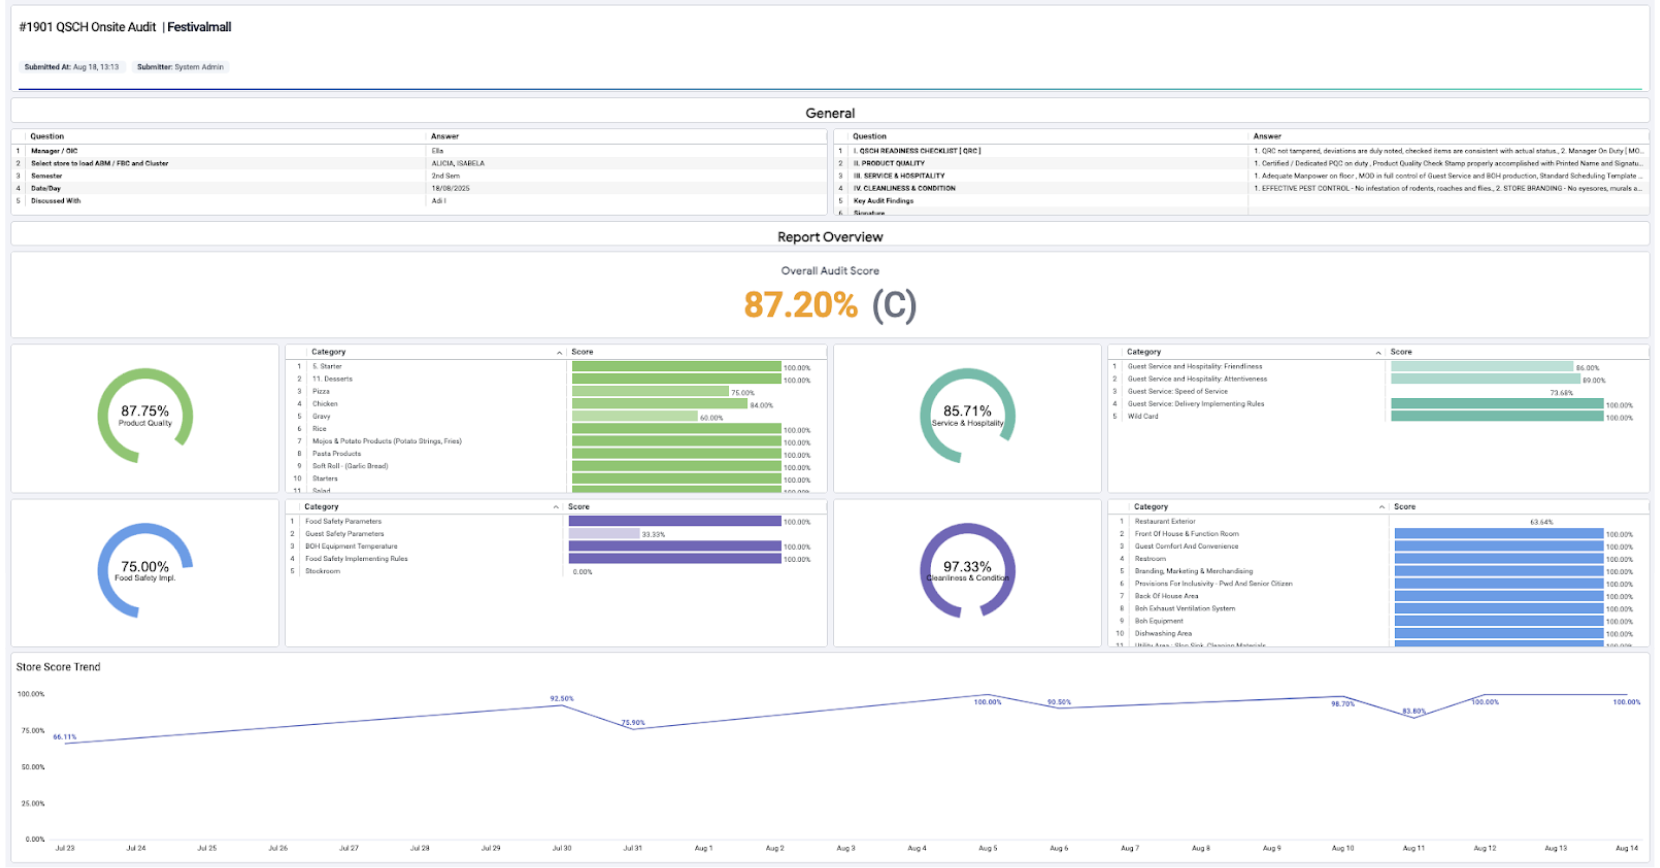 #1901 QSCH Onsite Audit | Festivalmall
Submitted At: Aug 18, 13:13 Submitter: System Admin
General
Question Answer
1 Manager / OIC Ella
2 Select store to load ABM / FBC and Cluster ALICIA, ISABELA
3 Semester 2nd Sem
4 Date/Day 18/08/2025
5 Discussed With Adi I
Question Answer
1 I. QSCH READINESS CHECKLIST [ QRC ] 1. QRC not tampered, deviations are duly noted, checked items are consistent with actual status., 2. Manager On Duty [ MO...
2 II. PRODUCT QUALITY 1. Certified / Dedicated PQC on duty , Product Quality Check Stamp properly accomplished with Printed Name and Signatu...
3 III. SERVICE & HOSPITALITY 1. Adequate Manpower on floor , MOD in full control of Guest Service and BOH production, Standard Scheduling Template ...
4 IV. CLEANLINESS & CONDITION 1. EFFECTIVE PEST CONTROL - No infestation of rodents, roaches and flies., 2. STORE BRANDING - No eyesores, murals a...
5 Key Audit Findings
6 Signature
Report Overview
Overall Audit Score
87.20% (C)
87.75%
Product Quality
Category Score
1 5. Starter 100.00%
2 11. Desserts 100.00%
3 Pizza 75.00%
4 Chicken 84.00%
5 Gravy 60.00%
6 Rice 100.00%
7 Mojos & Potato Products (Potato Strings, Fries) 100.00%
8 Pasta Products 100.00%
9 Soft Roll - (Garlic Bread) 100.00%
10 Starters 100.00%
11 Salad 100.00%
85.71%
Service & Hospitality
Category Score
1 Guest Service and Hospitality: Friendliness 86.00%
2 Guest Service and Hospitality: Attentiveness 89.00%
3 Guest Service: Speed of Service 73.68%
4 Guest Service: Delivery Implementing Rules 100.00%
5 Wild Card 100.00%
75.00%
Food Safety Impl.
Category Score
1 Food Safety Parameters 100.00%
2 Guest Safety Parameters 33.33%
3 BOH Equipment Temperature 100.00%
4 Food Safety Implementing Rules 100.00%
5 Stockroom 0.00%
97.33%
Cleanliness & Condition
Category Score
1 Restaurant Exterior 63.64%
2 Front Of House & Function Room 100.00%
3 Guest Comfort And Convenience 100.00%
4 Restroom 100.00%
5 Branding, Marketing & Merchandising 100.00%
6 Provisions For Inclusivity - Pwd And Senior Citizen 100.00%
7 Back Of House Area 100.00%
8 Boh Exhaust Ventilation System 100.00%
9 Boh Equipment 100.00%
10 Dishwashing Area 100.00%
11 Utility Area : Slop Sink, Cleaning Materials 100.00%
Store Score Trend
100.00%
75.00%
50.00%
25.00%
0.00%
66.11% 92.50% 75.90% 100.00% 90.50% 98.70% 83.80% 100.00% 100.00%
Jul 23 Jul 24 Jul 25 Jul 26 Jul 27 Jul 28 Jul 29 Jul 30 Jul 31 Aug 1 Aug 2 Aug 3 Aug 4 Aug 5 Aug 6 Aug 7 Aug 8 Aug 9 Aug 10 Aug 11 Aug 12 Aug 13 Aug 14